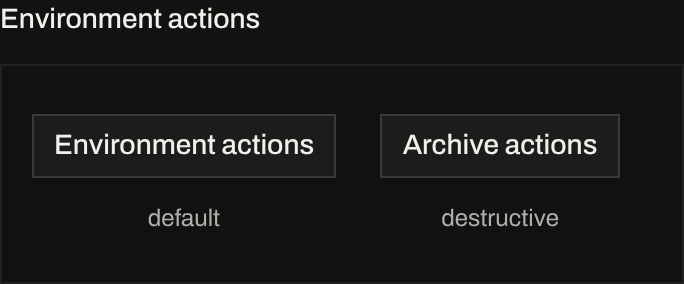 Environment actions
Environment actions
Archive actions
default
destructive